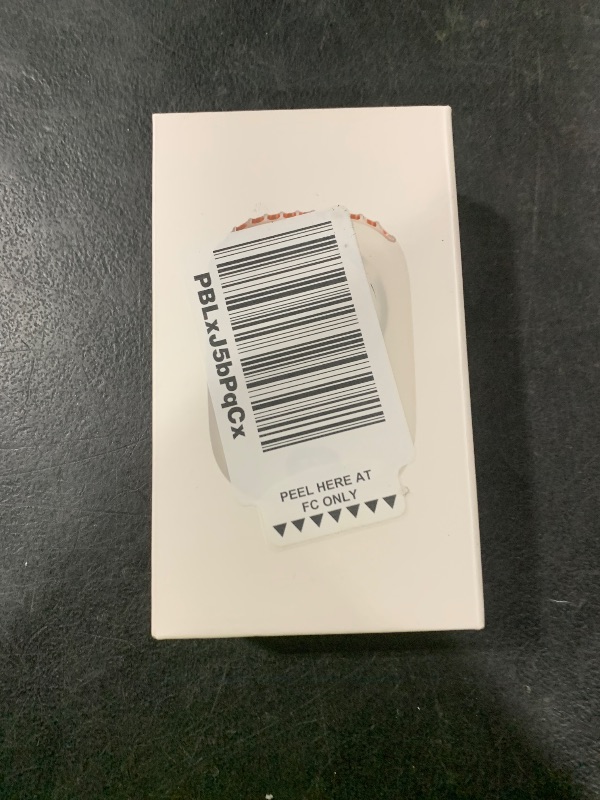 PBLxJ5bPqCx
PEEL HERE AT
FC ONLY